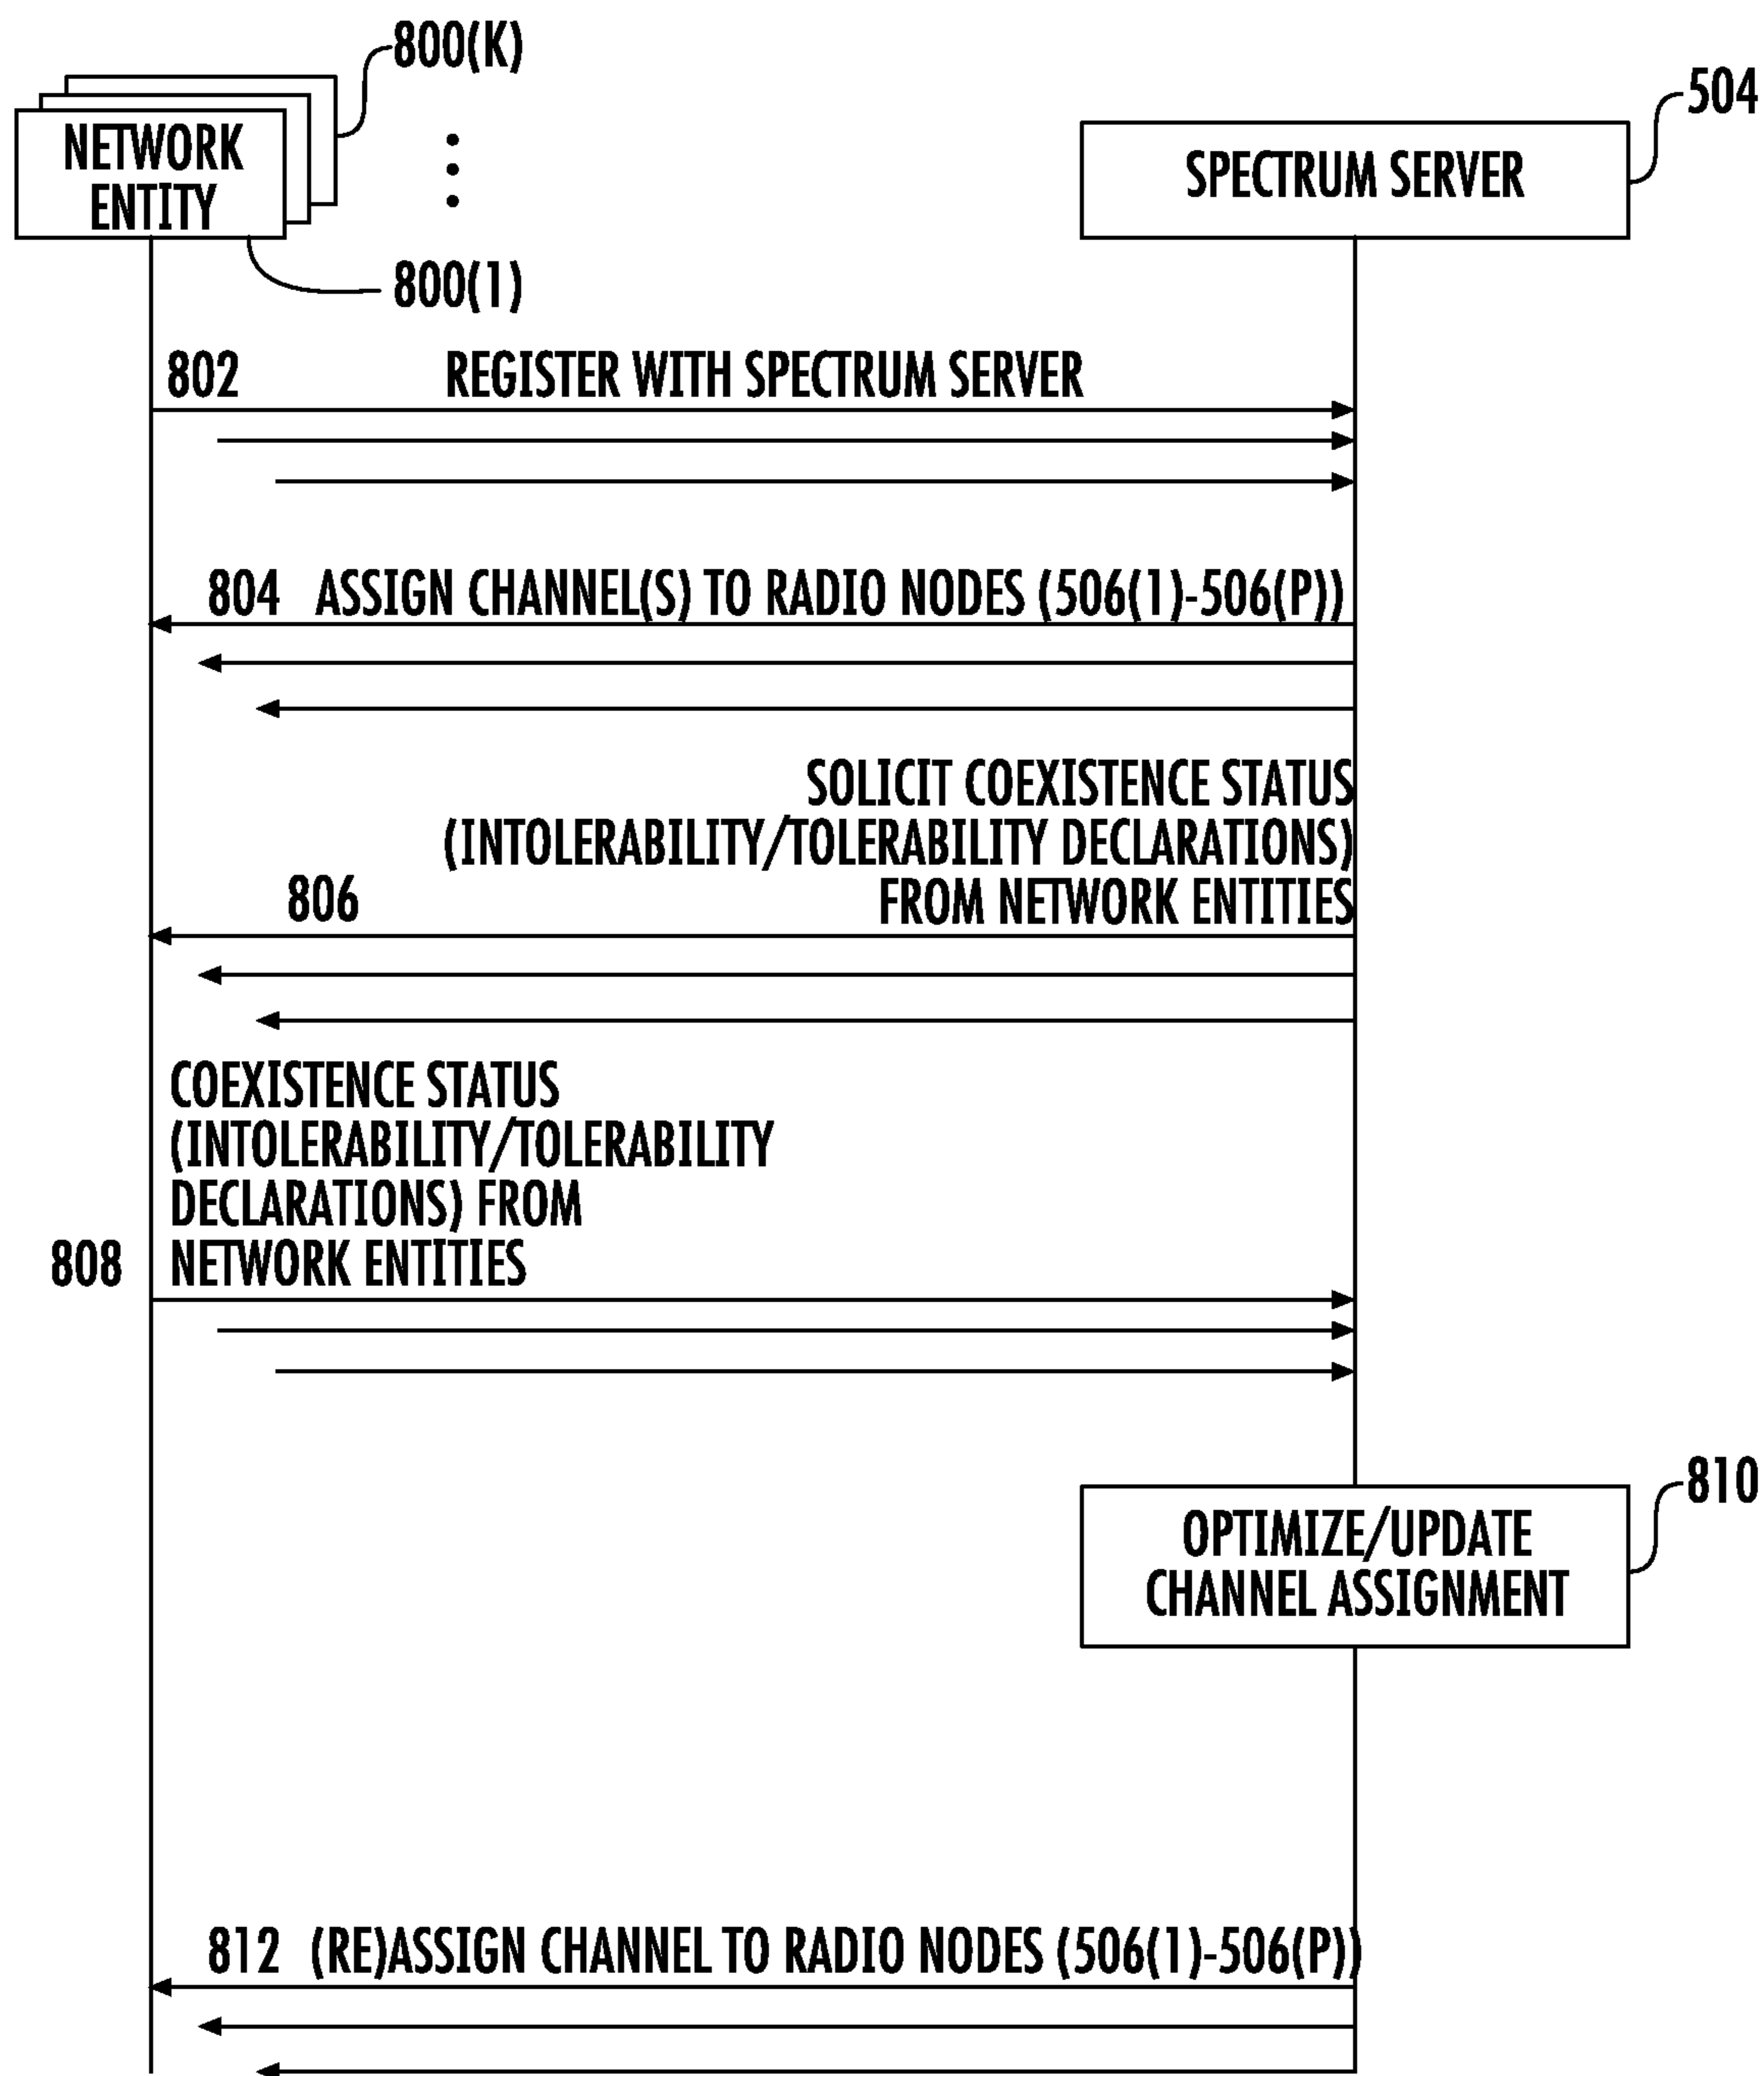 800(K)
504
NETWORK
ENTITY
SPECTRUM SERVER
800(1)
802 REGISTER WITH SPECTRUM SERVER
804 ASSIGN CHANNEL(S) TO RADIO NODES (506(1)-506(P))
SOLICIT COEXISTENCE STATUS
(INTOLERABILITY/TOLERABILITY DECLARATIONS)
806 FROM NETWORK ENTITIES
COEXISTENCE STATUS
(INTOLERABILITY/TOLERABILITY
DECLARATIONS) FROM
808 NETWORK ENTITIES
810
OPTIMIZE/UPDATE
CHANNEL ASSIGNMENT
812 (RE)ASSIGN CHANNEL TO RADIO NODES (506(1)-506(P))